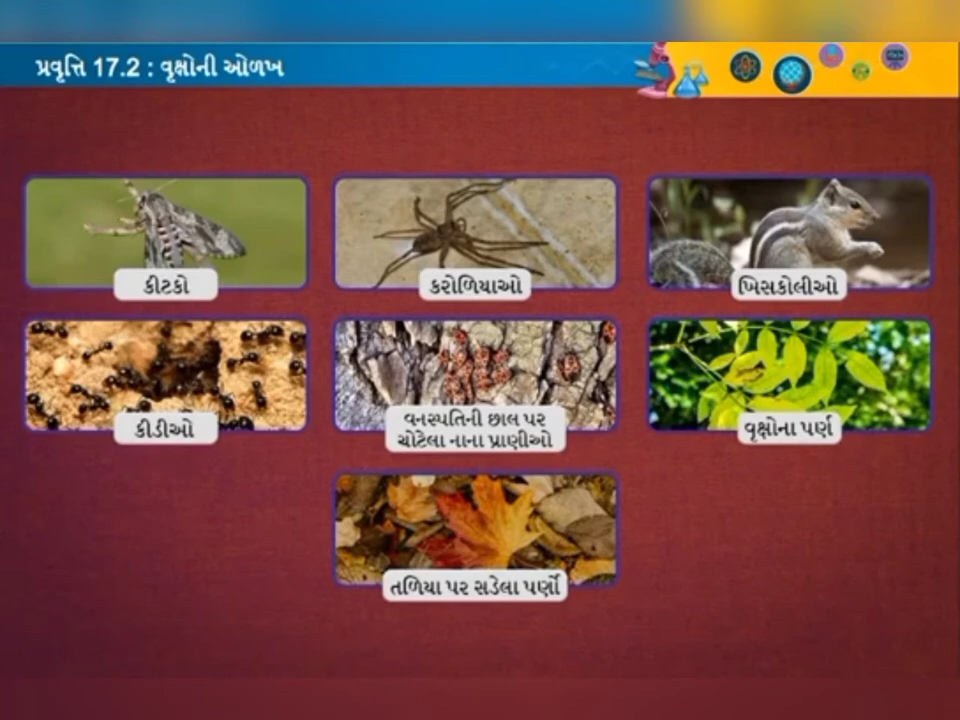 પ્રવૃત્તિ 17.2 : વૃક્ષોની ઓળખ
કીટકો
કરોળિયાઓ
ખિસકોલીઓ
કીડીઓ
વનસ્પતિની છાલ પર
ચોટેલા નાના પ્રાણીઓ
વૃક્ષોના પર્ણ
તળિયા પર સડેલા પર્ણો